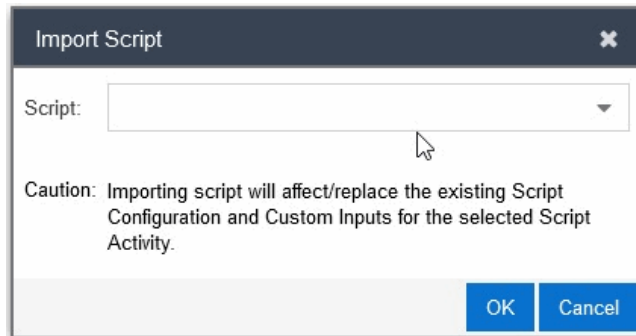 Import Script
Script:
Caution: Importing script will affect/replace the existing Script
Configuration and Custom Inputs for the selected Script
Activity.
OK Cancel